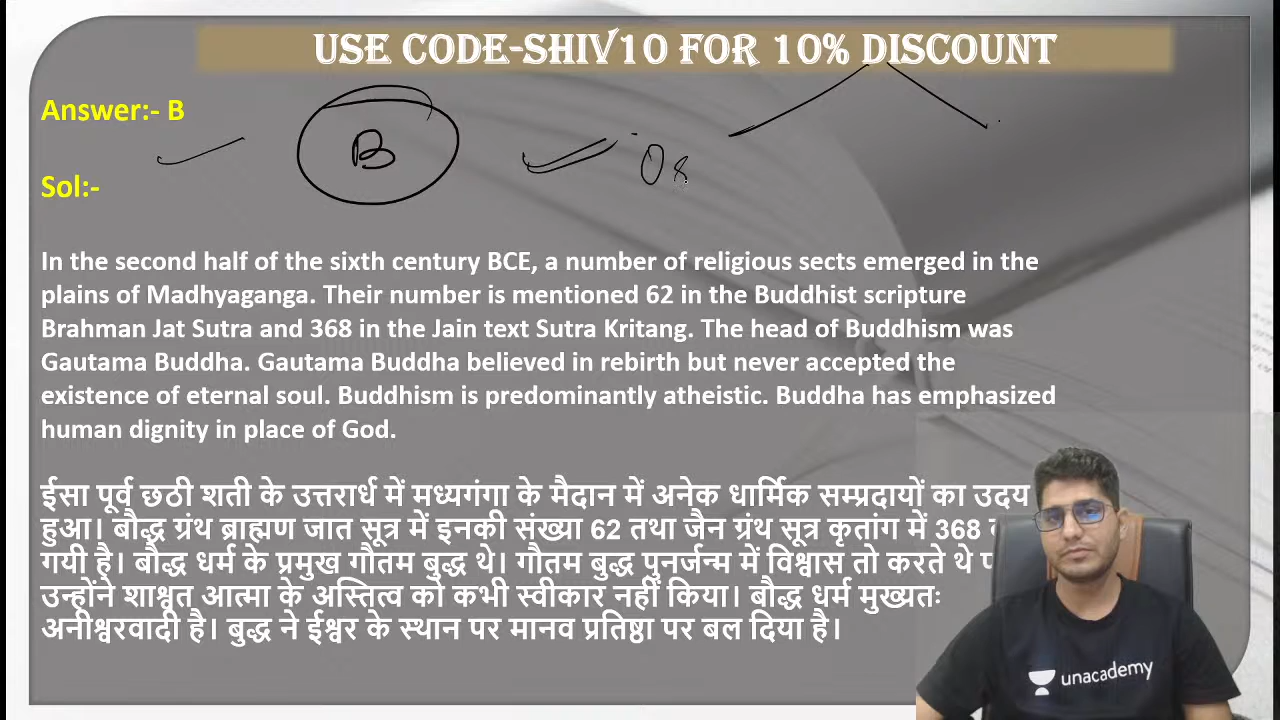 USE CODE-SHIV10 FOR 10% DISCOUNT
Answer:- B
B
08
Sol:-
In the second half of the sixth century BCE, a number of religious sects emerged in the
plains of Madhyaganga. Their number is mentioned 62 in the Buddhist scripture
Brahman Jat Sutra and 368 in the Jain text Sutra Kritang. The head of Buddhism was
Gautama Buddha. Gautama Buddha believed in rebirth but never accepted the
existence of eternal soul. Buddhism is predominantly atheistic. Buddha has emphasized
human dignity in place of God.
ईसा पूर्व छठी शती के उत्तरार्ध में मध्यगंगा के मैदान में अनेक धार्मिक सम्प्रदायों का उदय
हुआ। बौद्ध ग्रंथ ब्राह्मण जात सूत्र में इनकी संख्या 62 तथा जैन ग्रंथ सूत्र कृतांग में 368
गयी है। बौद्ध धर्म के प्रमुख गौतम बुद्ध थे। गौतम बुद्ध पुनर्जन्म में विश्वास तो करते थे
उन्होंने शाश्वत आत्मा के अस्तित्व को कभी स्वीकार नहीं किया। बौद्ध धर्म मुख्यतः
अनीश्वरवादी है। बुद्ध ने ईश्वर के स्थान पर मानव प्रतिष्ठा पर बल दिया है।
unacademy